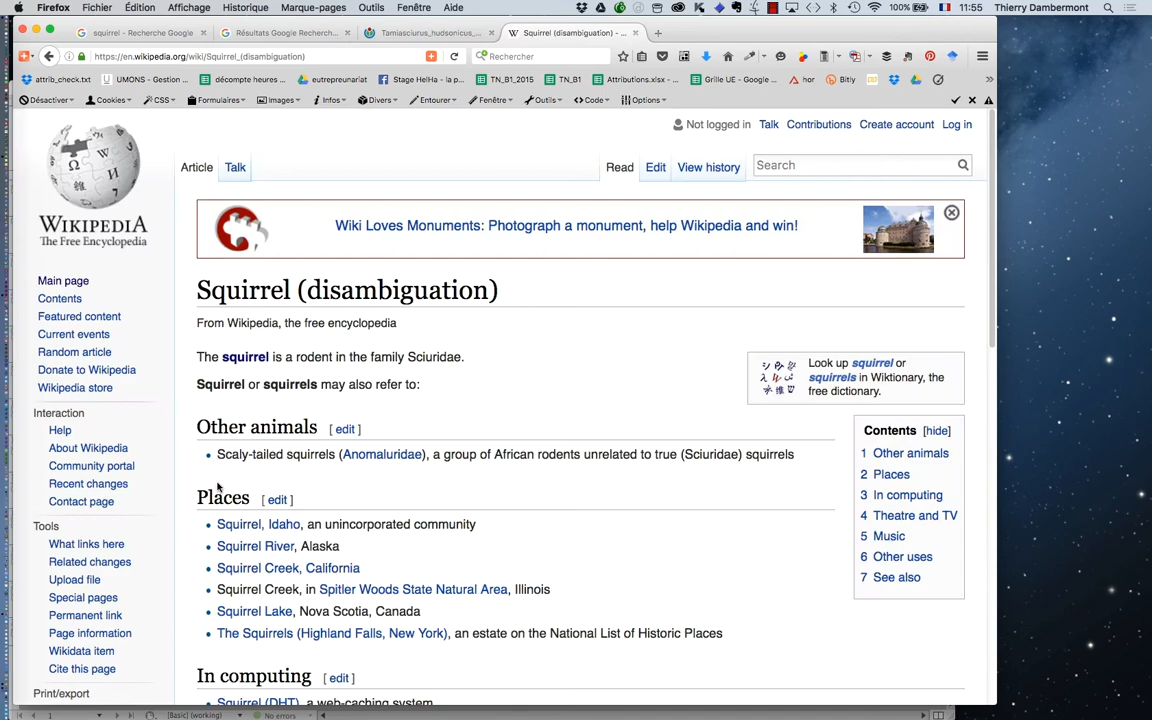 Firefox Fichier Édition Affichage Historique Marque-pages Outils Fenêtre Aide 100% 11:55 Thierry Dambermont
squirrel - Recherche Google × Résultats Google Recherch... × Tamiasciurus_hudsonicus_... × W Squirrel (disambiguation) - ... × +
https://en.wikipedia.org/wiki/Squirrel_(disambiguation) Rechercher
attrib_check.txt UMONS - Gestion ... décompte heures ... eutrepreunariat Stage HelHa - la p... TN_B1_2015 TN_B1 Attributions.xlsx - ... Grille UE - Google ... hor Bitly
Désactiver Cookies CSS Formulaires Images Infos Divers Entourer Fenêtre Outils Code Options
Not logged in Talk Contributions Create account Log in
Article Talk Read Edit View history Search
WIKIPEDIA
The Free Encyclopedia
Wiki Loves Monuments: Photograph a monument, help Wikipedia and win!
Main page
Contents
Featured content
Current events
Random article
Donate to Wikipedia
Wikipedia store
Interaction
Help
About Wikipedia
Community portal
Recent changes
Contact page
Tools
What links here
Related changes
Upload file
Special pages
Permanent link
Page information
Wikidata item
Cite this page
Print/export
Squirrel (disambiguation)
From Wikipedia, the free encyclopedia
The squirrel is a rodent in the family Sciuridae.
Squirrel or squirrels may also refer to:
Look up squirrel or
squirrels in Wiktionary, the
free dictionary.
Other animals [ edit ]
Scaly-tailed squirrels (Anomaluridae), a group of African rodents unrelated to true (Sciuridae) squirrels
Places [ edit ]
Squirrel, Idaho, an unincorporated community
Squirrel River, Alaska
Squirrel Creek, California
Squirrel Creek, in Spitler Woods State Natural Area, Illinois
Squirrel Lake, Nova Scotia, Canada
The Squirrels (Highland Falls, New York), an estate on the National List of Historic Places
In computing [ edit ]
Squirrel (DHT), a web-caching system
Contents [hide]
1 Other animals
2 Places
3 In computing
4 Theatre and TV
5 Music
6 Other uses
7 See also
1 [Basic] (working) No errors